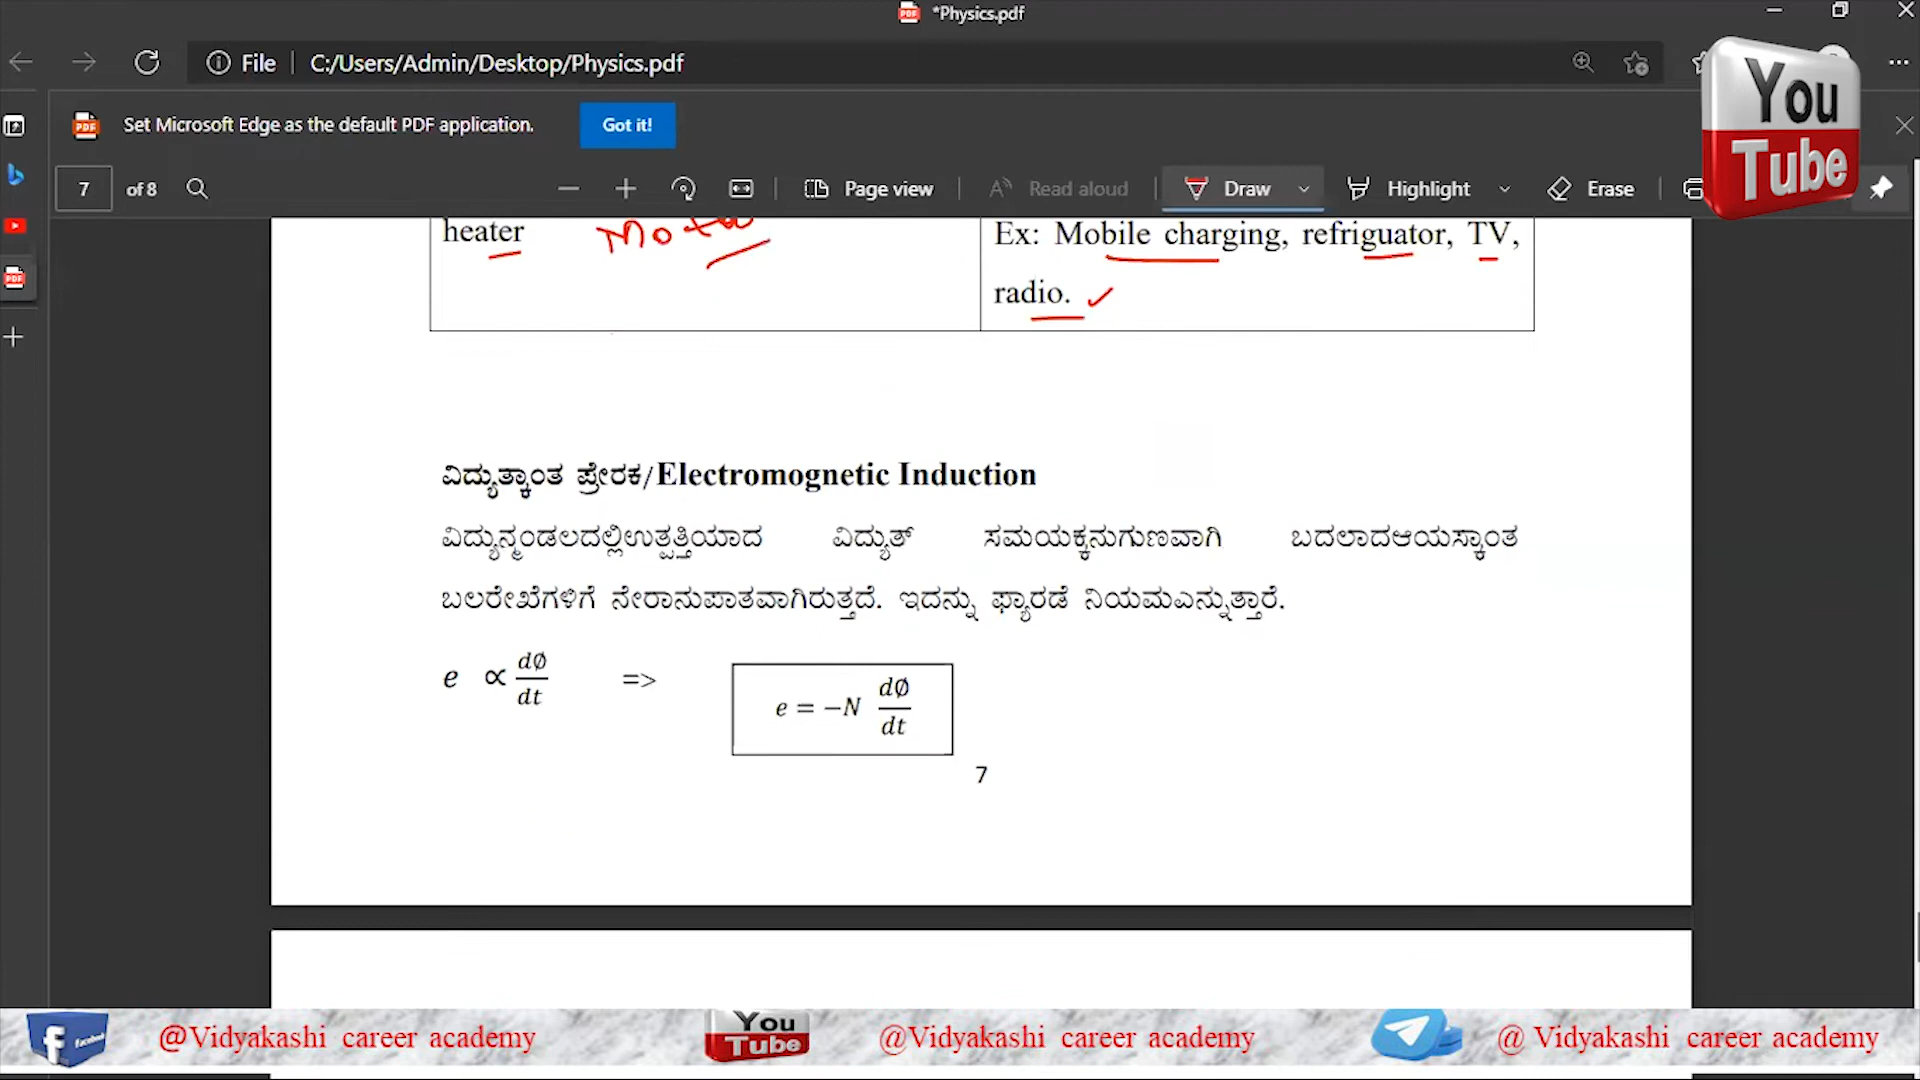 *Physics.pdf
File C:/Users/Admin/Desktop/Physics.pdf
Set Microsoft Edge as the default PDF application. Got it!
7 of 8 Page view Read aloud Draw Highlight Erase
You
Tube
heater
Ex: Mobile charging, refriguator, TV,
radio.
ವಿದ್ಯುತ್ಕಾಂತ ಪ್ರೇರಕ/Electromognetic Induction
ವಿದ್ಯುನ್ಮಂಡಲದಲ್ಲಿಉತ್ಪತ್ತಿಯಾದ ವಿದ್ಯುತ್ ಸಮಯಕ್ಕನುಗುಣವಾಗಿ ಬದಲಾದಆಯಸ್ಕಾಂತ
ಬಲರೇಖೆಗಳಿಗೆ ನೇರಾನುಪಾತವಾಗಿರುತ್ತದೆ. ಇದನ್ನು ಫ್ಯಾರಡೆ ನಿಯಮಎನ್ನುತ್ತಾರೆ.
e ∝ dØ/dt => e = −N dØ/dt
7
facebook @Vidyakashi career academy You Tube @Vidyakashi career academy @ Vidyakashi career academy